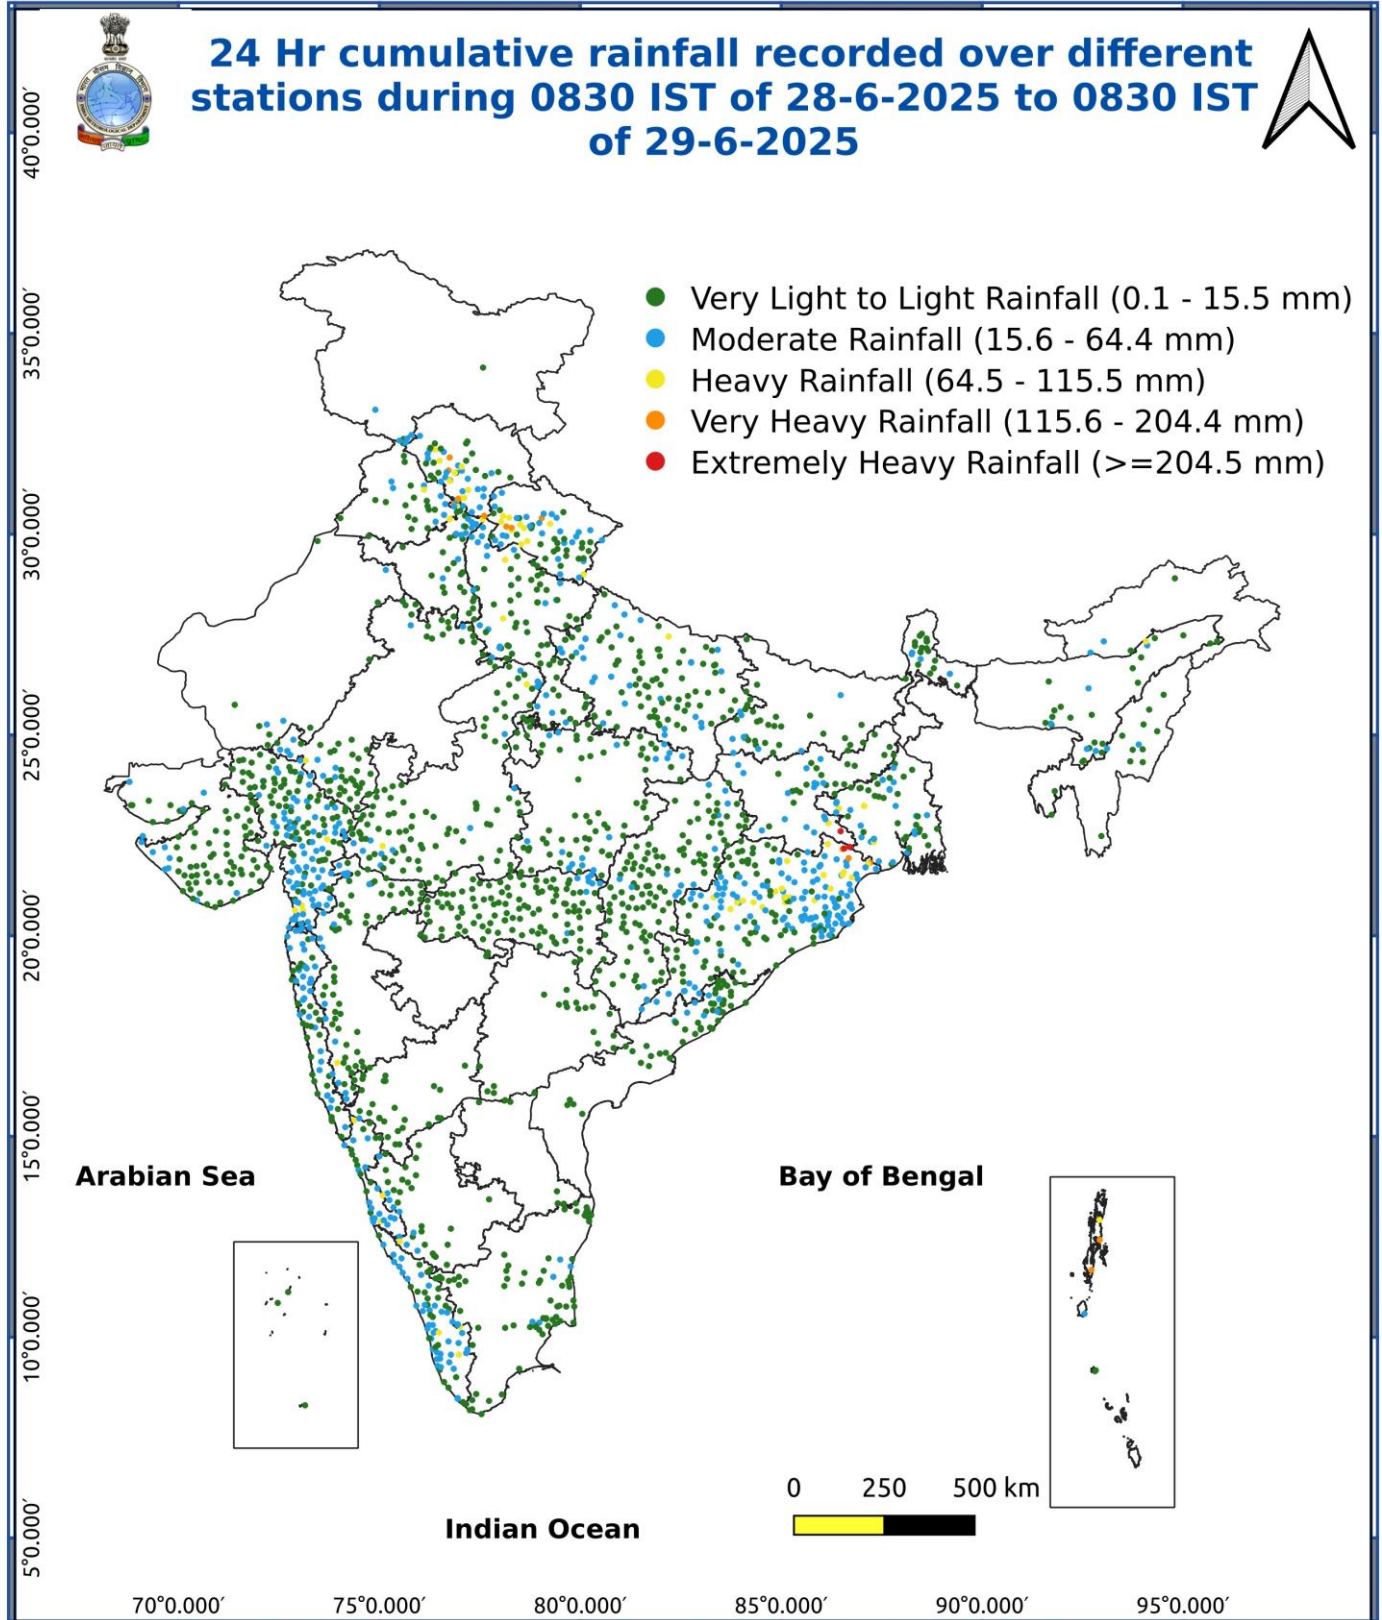 24 Hr cumulative rainfall recorded over different
stations during 0830 IST of 28-6-2025 to 0830 IST
of 29-6-2025
Very Light to Light Rainfall (0.1 - 15.5 mm)
Moderate Rainfall (15.6 - 64.4 mm)
Heavy Rainfall (64.5 - 115.5 mm)
Very Heavy Rainfall (115.6 - 204.4 mm)
Extremely Heavy Rainfall (>=204.5 mm)
40°0.000′
35°0.000′
30°0.000′
25°0.000′
20°0.000′
15°0.000′
10°0.000′
5°0.000′
Arabian Sea
Bay of Bengal
Indian Ocean
0 250 500 km
70°0.000′ 75°0.000′ 80°0.000′ 85°0.000′ 90°0.000′ 95°0.000′